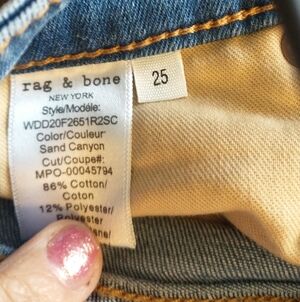 rag & bone
NEW YORK
Style/Modèle:
WDD20F2651R2SC
Color/Couleur
Sand Canyon
Cut/Coupe#:
MPO-00045794
86% Cotton/
Coton
12% Polyester/
Polyester
25